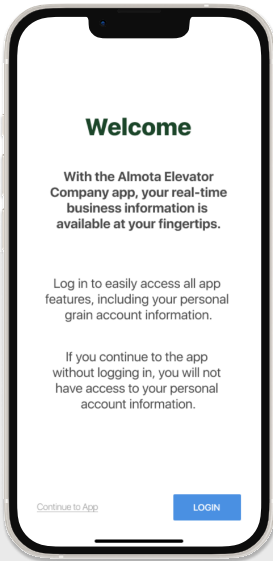 Welcome
With the Almota Elevator
Company app, your real-time
business information is
available at your fingertips.
Log in to easily access all app
features, including your personal
grain account information.
If you continue to the app
without logging in, you will not
have access to your personal
account information.
Continue to App
LOGIN